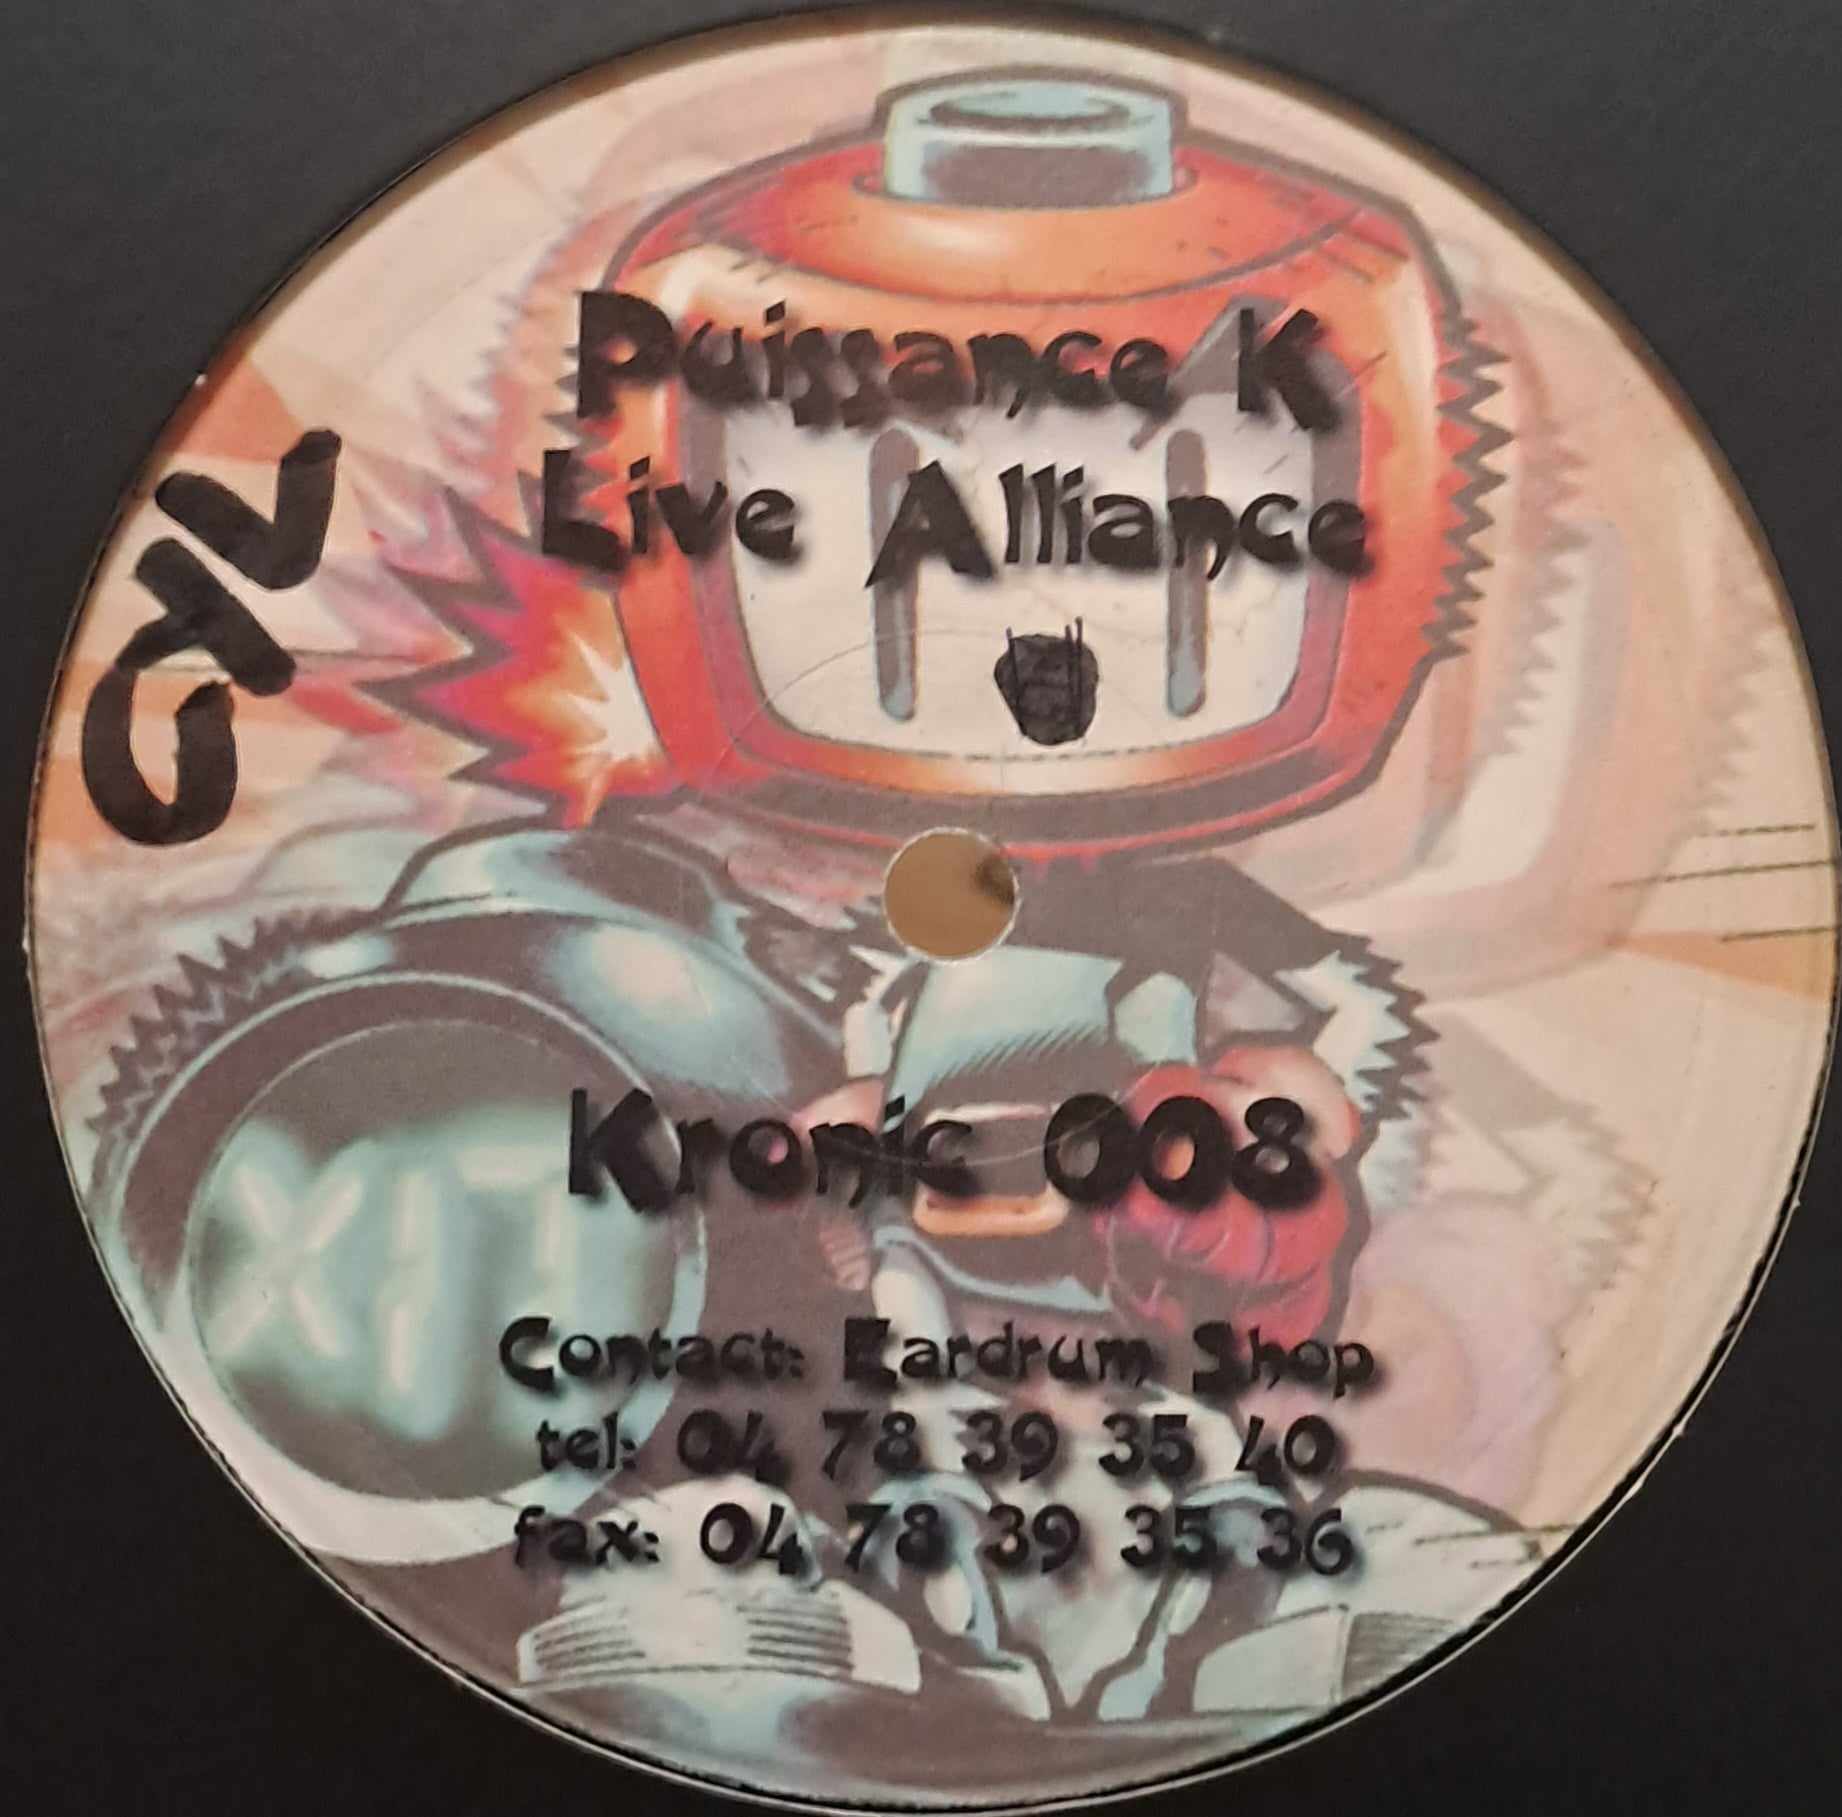 Puissance K
Live Alliance
Kronic 008
XIT
Contact: Eardrum Shop
tel: 04 78 39 35 40
fax: 04 78 39 35 36